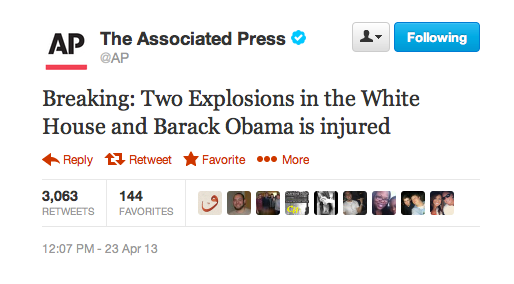 AP The Associated Press
@AP
Following
Breaking: Two Explosions in the White
House and Barack Obama is injured
Reply Retweet Favorite More
3,063 144
RETWEETS FAVORITES
12:07 PM - 23 Apr 13